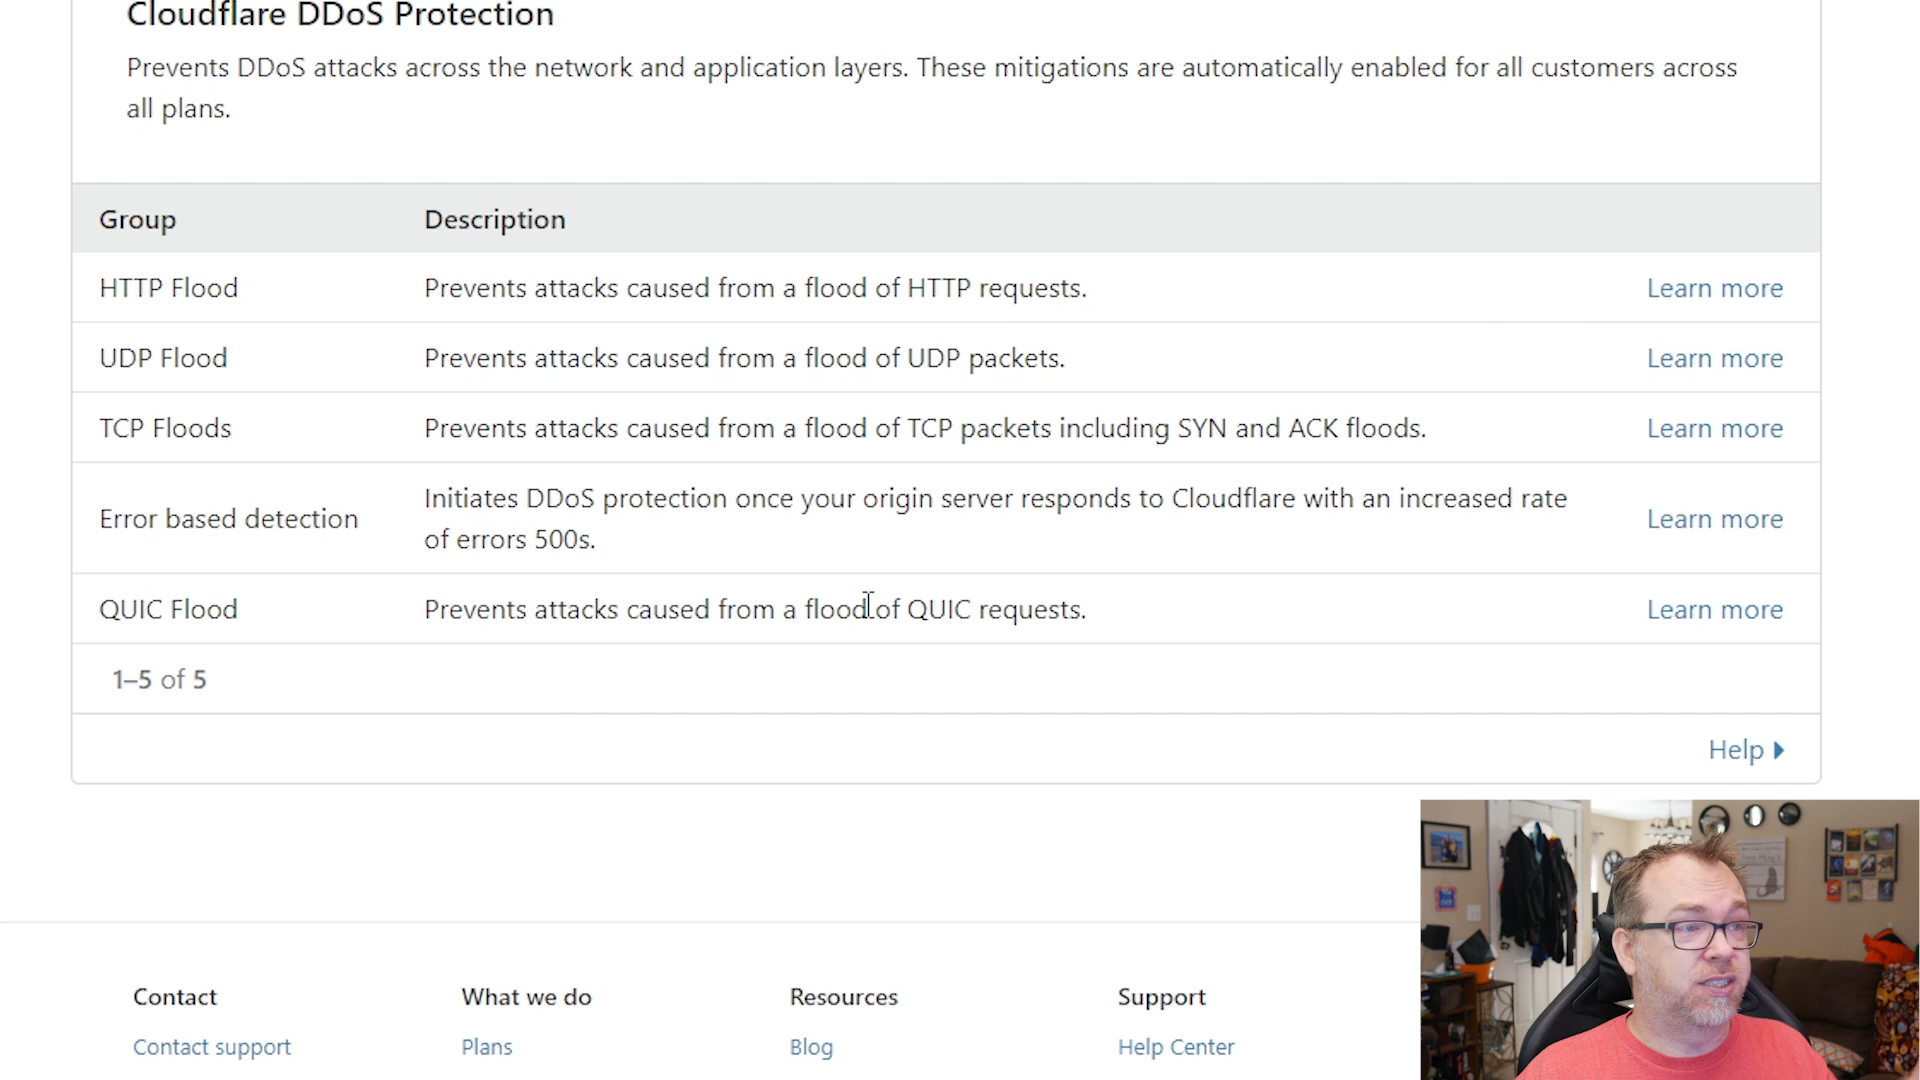 Cloudflare DDoS Protection
Prevents DDoS attacks across the network and application layers. These mitigations are automatically enabled for all customers across
all plans.
Group Description
HTTP Flood Prevents attacks caused from a flood of HTTP requests. Learn more
UDP Flood Prevents attacks caused from a flood of UDP packets. Learn more
TCP Floods Prevents attacks caused from a flood of TCP packets including SYN and ACK floods. Learn more
Error based detection Initiates DDoS protection once your origin server responds to Cloudflare with an increased rate
of errors 500s. Learn more
QUIC Flood Prevents attacks caused from a flood of QUIC requests. Learn more
1–5 of 5
Help
Contact What we do Resources Support
Contact support Plans Blog Help Center